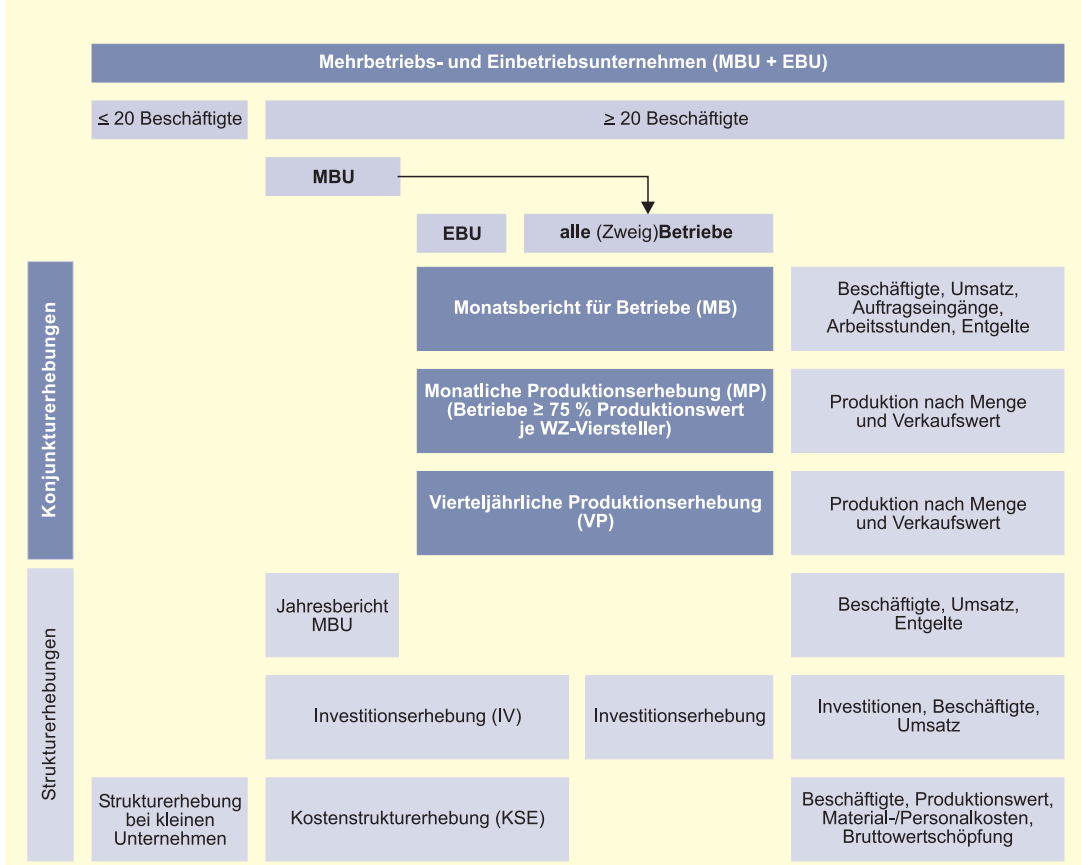 Mehrbetriebs- und Einbetriebsunternehmen (MBU + EBU)
≤ 20 Beschäftigte
≥ 20 Beschäftigte
MBU
EBU
alle (Zweig)Betriebe
Konjunkturerhebungen
Monatsbericht für Betriebe (MB)
Beschäftigte, Umsatz,
Auftragseingänge,
Arbeitsstunden, Entgelte
Monatliche Produktionserhebung (MP)
(Betriebe ≥ 75 % Produktionswert
je WZ-Viersteller)
Produktion nach Menge
und Verkaufswert
Vierteljährliche Produktionserhebung
(VP)
Produktion nach Menge
und Verkaufswert
Strukturerhebungen
Jahresbericht
MBU
Beschäftigte, Umsatz,
Entgelte
Investitionserhebung (IV)
Investitionserhebung
Investitionen, Beschäftigte,
Umsatz
Strukturerhebung
bei kleinen
Unternehmen
Kostenstrukturerhebung (KSE)
Beschäftigte, Produktionswert,
Material-/Personalkosten,
Bruttowertschöpfung